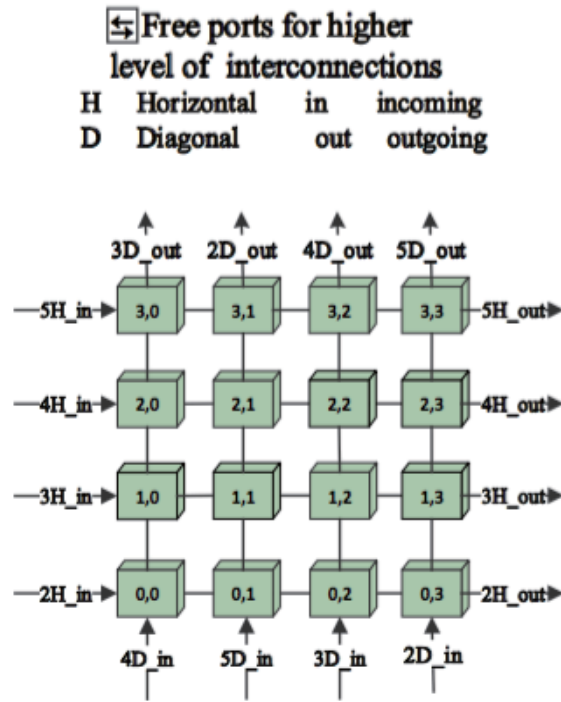 Free ports for higher
level of interconnections
H Horizontal in incoming
D Diagonal out outgoing
3D_out 2D_out 4D_out 5D_out
5H_in 3,0 3,1 3,2 3,3 5H_out
4H_in 2,0 2,1 2,2 2,3 4H_out
3H_in 1,0 1,1 1,2 1,3 3H_out
2H_in 0,0 0,1 0,2 0,3 2H_out
4D_in 5D_in 3D_in 2D_in